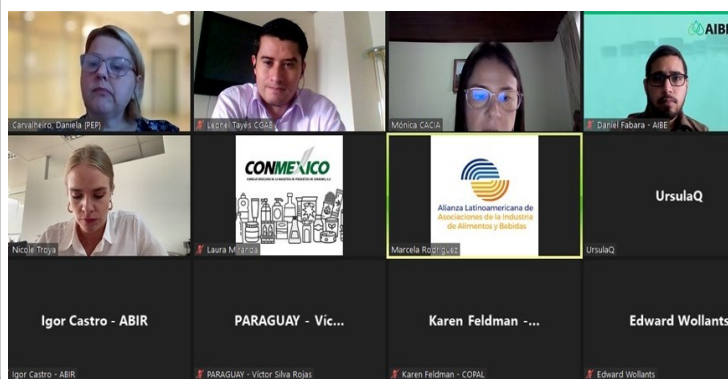 AIBE
Carvalheiro, Daniela (PEP)
Leonel Tayés CGAB
Mónica CACIA
Daniel Fabara - AIBE
CONMEXICO
Alianza Latinoamericana de
Asociaciones de la Industria
de Alimentos y Bebidas
UrsulaQ
Nicole Troya
Laura Miranda
Marcela Rodriguez
UrsulaQ
Igor Castro - ABIR
PARAGUAY - Víc...
Karen Feldman -...
Edward Wollants
Igor Castro - ABIR
PARAGUAY - Víctor Silva Rojas
Karen Feldman - COPAL
Edward Wollants